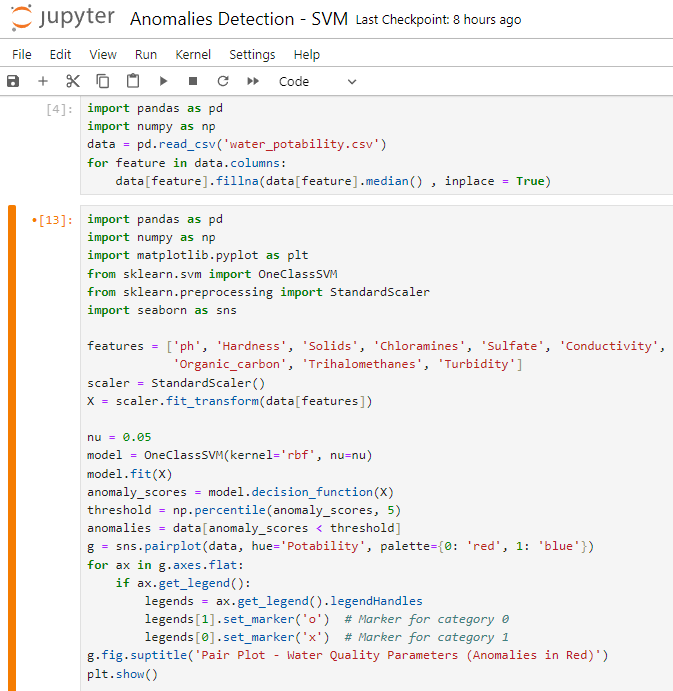 jupyter Anomalies Detection - SVM Last Checkpoint: 8 hours ago
File Edit View Run Kernel Settings Help
Code
[4]:
import pandas as pd
import numpy as np
data = pd.read_csv('water_potability.csv')
for feature in data.columns:
    data[feature].fillna(data[feature].median() , inplace = True)
•[13]:
import pandas as pd
import numpy as np
import matplotlib.pyplot as plt
from sklearn.svm import OneClassSVM
from sklearn.preprocessing import StandardScaler
import seaborn as sns

features = ['ph', 'Hardness', 'Solids', 'Chloramines', 'Sulfate', 'Conductivity',
            'Organic_carbon', 'Trihalomethanes', 'Turbidity']
scaler = StandardScaler()
X = scaler.fit_transform(data[features])

nu = 0.05
model = OneClassSVM(kernel='rbf', nu=nu)
model.fit(X)
anomaly_scores = model.decision_function(X)
threshold = np.percentile(anomaly_scores, 5)
anomalies = data[anomaly_scores < threshold]
g = sns.pairplot(data, hue='Potability', palette={0: 'red', 1: 'blue'})
for ax in g.axes.flat:
    if ax.get_legend():
        legends = ax.get_legend().legendHandles
        legends[1].set_marker('o')  # Marker for category 0
        legends[0].set_marker('x')  # Marker for category 1
g.fig.suptitle('Pair Plot - Water Quality Parameters (Anomalies in Red)')
plt.show()